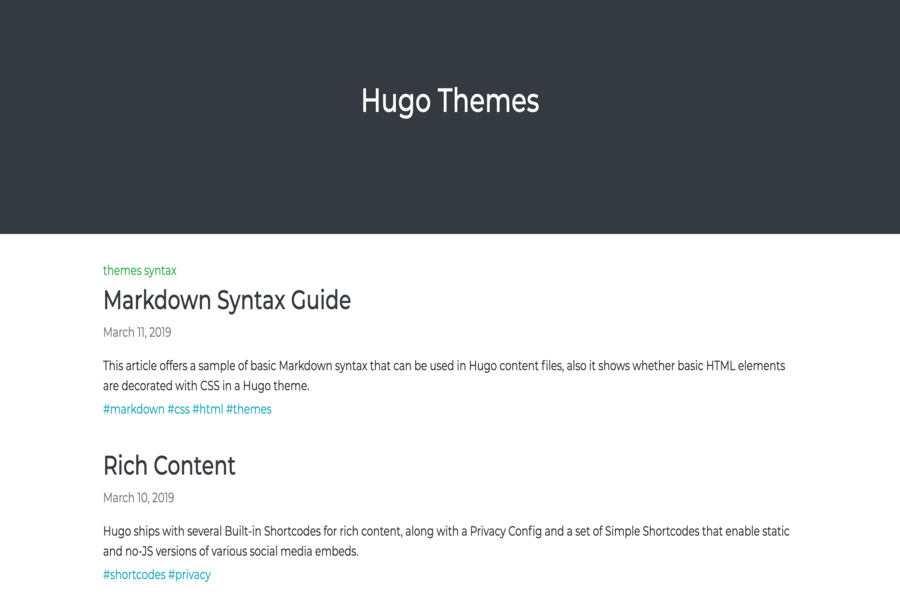 Hugo Themes
themes syntax
Markdown Syntax Guide
March 11, 2019
This article offers a sample of basic Markdown syntax that can be used in Hugo content files, also it shows whether basic HTML elements
are decorated with CSS in a Hugo theme.
#markdown #css #html #themes
Rich Content
March 10, 2019
Hugo ships with several Built-in Shortcodes for rich content, along with a Privacy Config and a set of Simple Shortcodes that enable static
and no-JS versions of various social media embeds.
#shortcodes #privacy